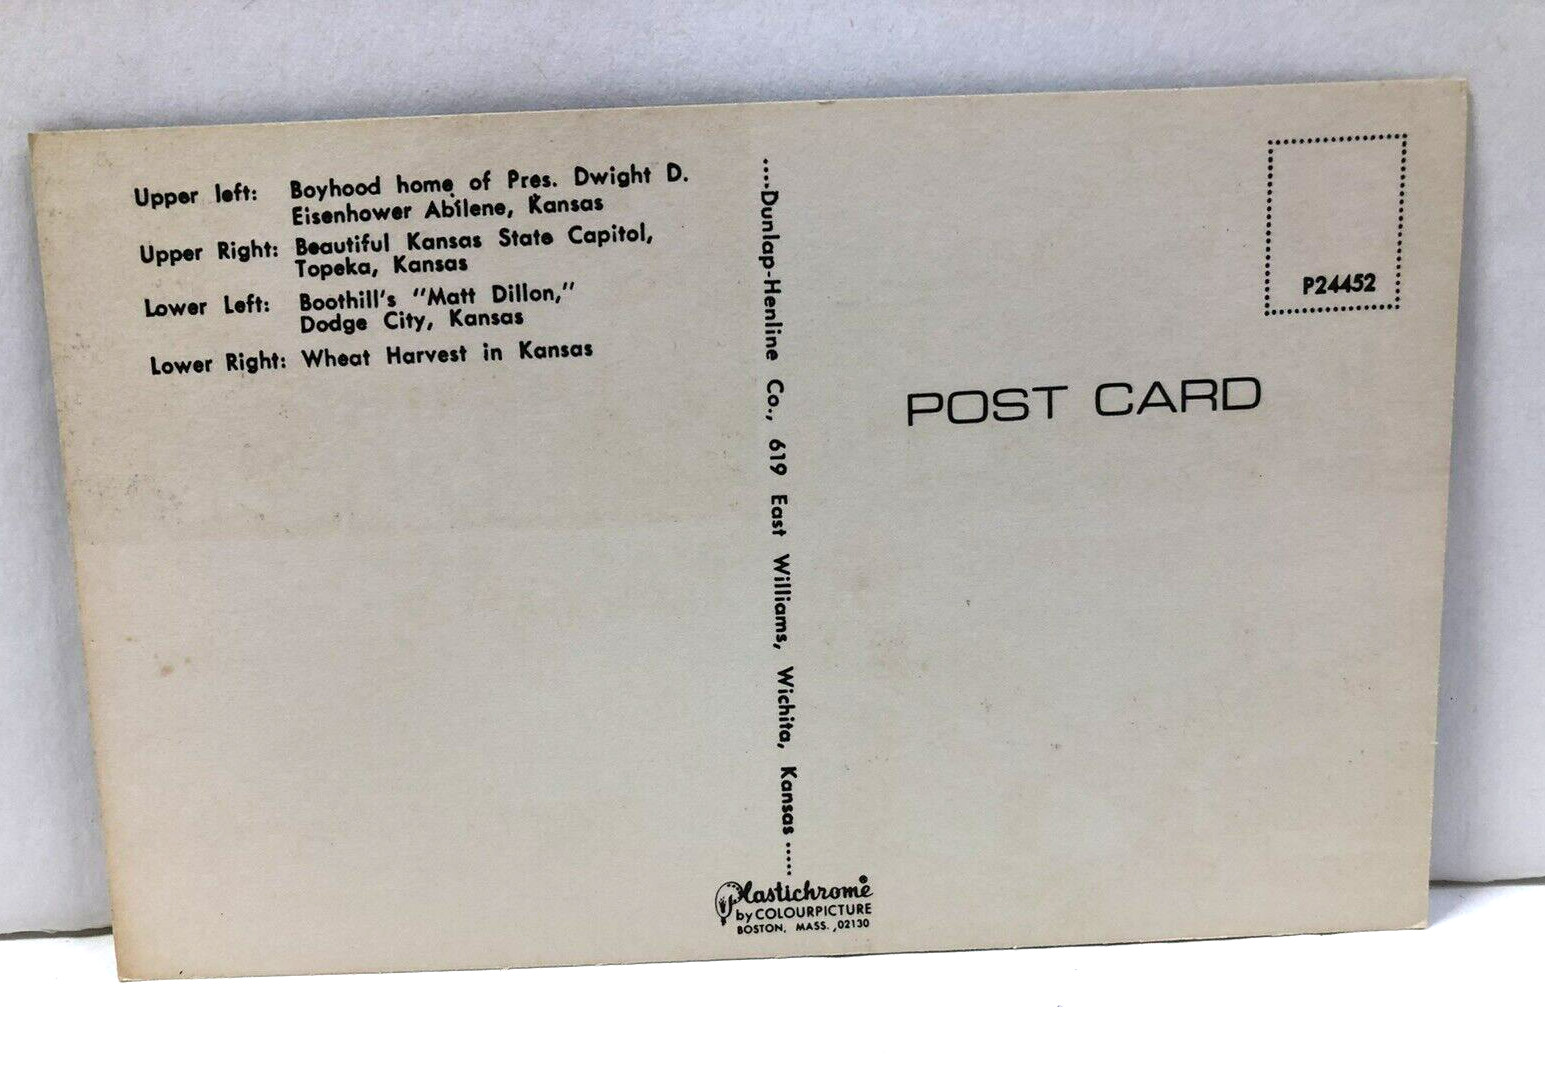 Upper left: Boyhood home of Pres. Dwight D.
Eisenhower Abilene, Kansas
Upper Right: Beautiful Kansas State Capitol,
Topeka, Kansas
Lower Left: Boothill's "Matt Dillon,"
Dodge City, Kansas
Lower Right: Wheat Harvest in Kansas
.....Dunlap-Henline Co., 619 East Williams, Wichita, Kansas .....
P24452
POST CARD
Plastichrome®
by COLOURPICTURE
BOSTON, MASS. ,02130